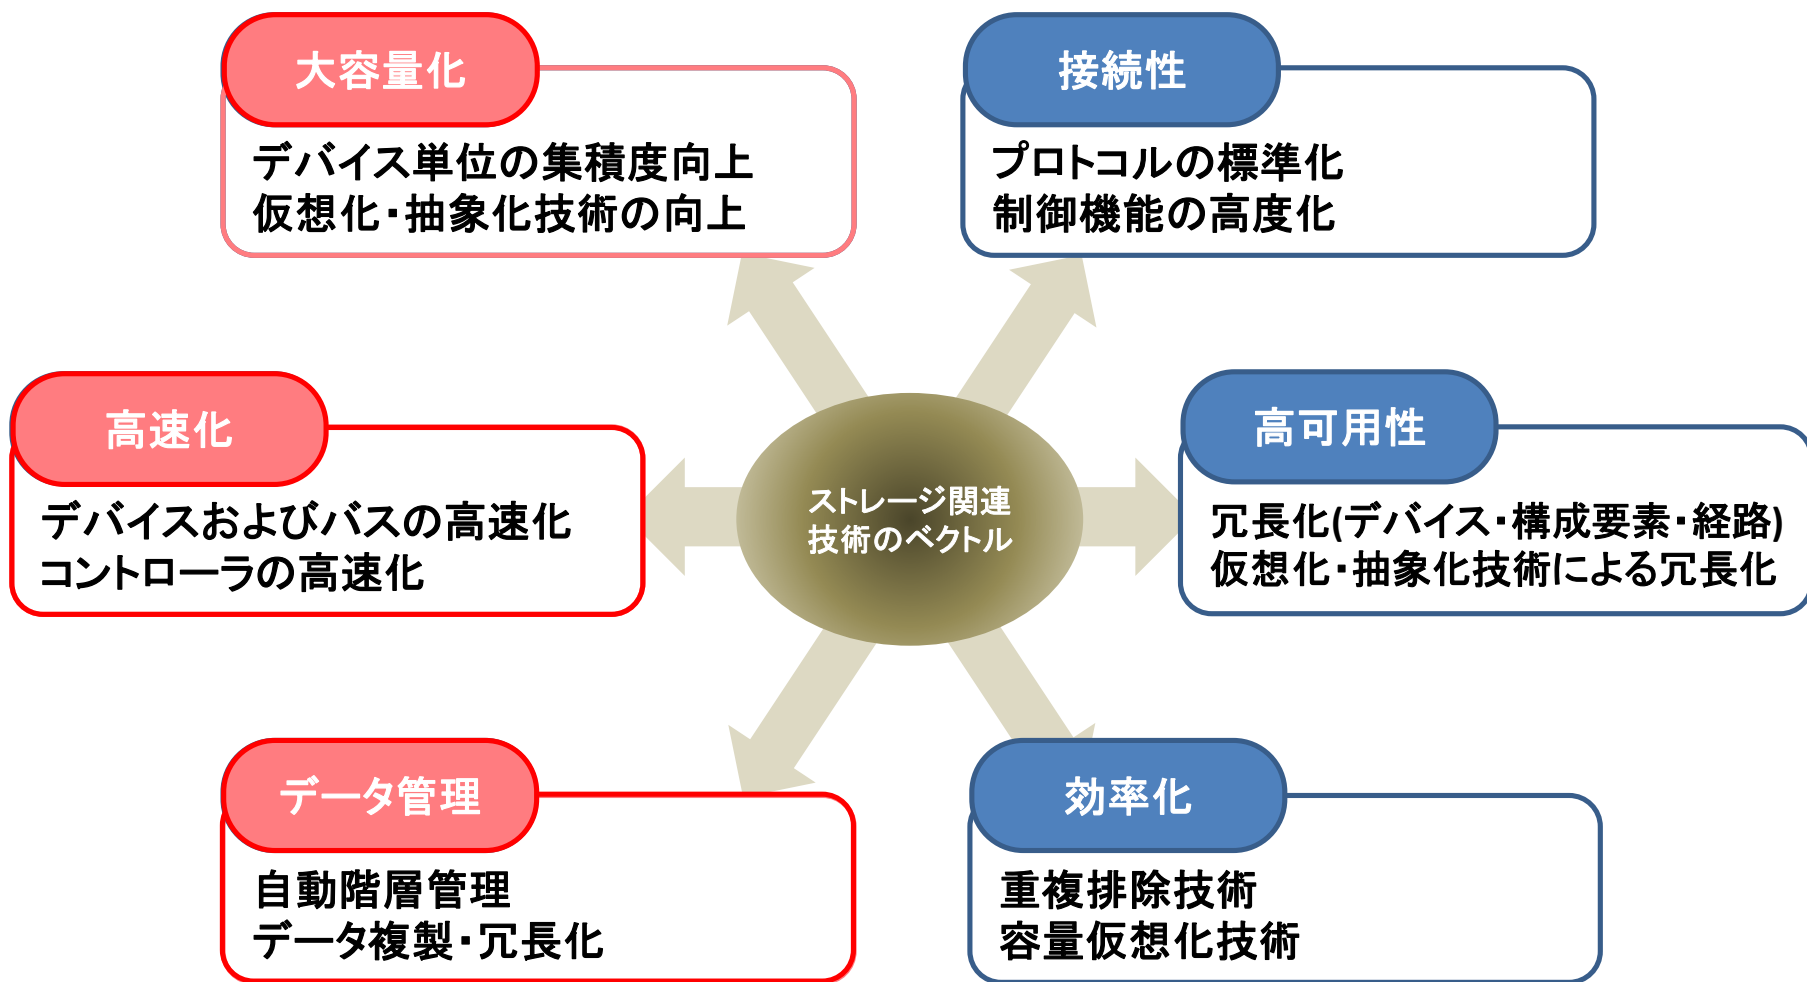 大容量化
デバイス単位の集積度向上
仮想化・抽象化技術の向上
接続性
プロトコルの標準化
制御機能の高度化
高速化
デバイスおよびバスの高速化
コントローラの高速化
ストレージ関連
技術のベクトル
高可用性
冗長化(デバイス・構成要素・経路)
仮想化・抽象化技術による冗長化
データ管理
自動階層管理
データ複製・冗長化
効率化
重複排除技術
容量仮想化技術